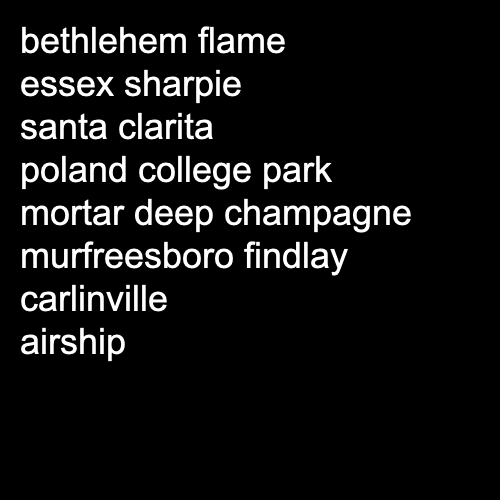 bethlehem flame
essex sharpie
santa clarita
poland college park
mortar deep champagne
murfreesboro findlay
carlinville
airship